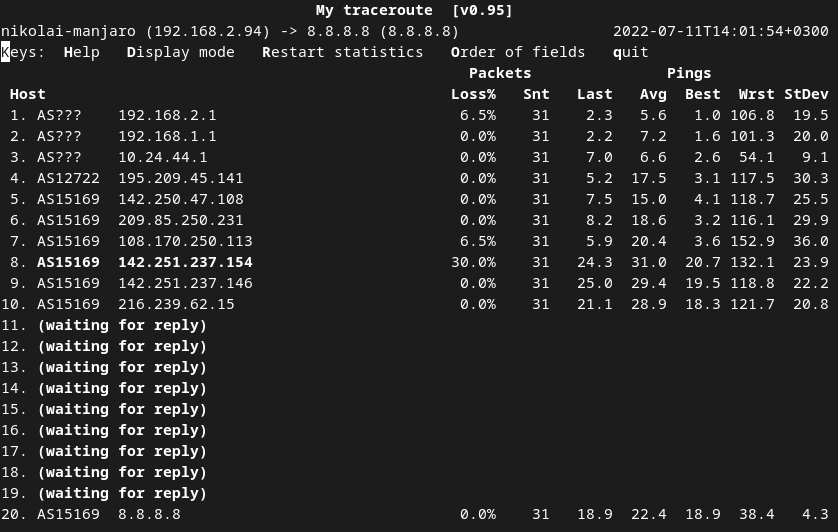 My traceroute  [v0.95]
nikolai-manjaro (192.168.2.94) -> 8.8.8.8 (8.8.8.8)                 2022-07-11T14:01:54+0300
Keys:  Help   Display mode   Restart statistics   Order of fields   quit
Packets               Pings
Host                                                Loss%   Snt   Last   Avg  Best  Wrst StDev
1. AS???    192.168.2.1                             6.5%    31    2.3   5.6   1.0 106.8  19.5
2. AS???    192.168.1.1                             0.0%    31    2.2   7.2   1.6 101.3  20.0
3. AS???    10.24.44.1                              0.0%    31    7.0   6.6   2.6  54.1   9.1
4. AS12722  195.209.45.141                          0.0%    31    5.2  17.5   3.1 117.5  30.3
5. AS15169  142.250.47.108                          0.0%    31    7.5  15.0   4.1 118.7  25.5
6. AS15169  209.85.250.231                          0.0%    31    8.2  18.6   3.2 116.1  29.9
7. AS15169  108.170.250.113                         6.5%    31    5.9  20.4   3.6 152.9  36.0
8. AS15169  142.251.237.154                        30.0%    31   24.3  31.0  20.7 132.1  23.9
9. AS15169  142.251.237.146                         0.0%    31   25.0  29.4  19.5 118.8  22.2
10. AS15169  216.239.62.15                           0.0%    31   21.1  28.9  18.3 121.7  20.8
11. (waiting for reply)
12. (waiting for reply)
13. (waiting for reply)
14. (waiting for reply)
15. (waiting for reply)
16. (waiting for reply)
17. (waiting for reply)
18. (waiting for reply)
19. (waiting for reply)
20. AS15169  8.8.8.8                                 0.0%    31   18.9  22.4  18.9  38.4   4.3